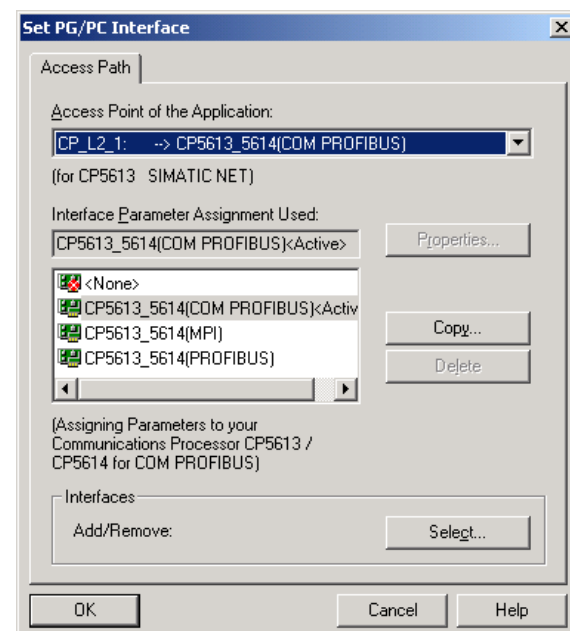 Set PG/PC Interface
Access Path
Access Point of the Application:
CP_L2_1: --> CP5613_5614(COM PROFIBUS)
(for CP5613 SIMATIC NET)
Interface Parameter Assignment Used:
CP5613_5614(COM PROFIBUS)<Active>
Properties...
<None>
CP5613_5614(COM PROFIBUS)<Activ
CP5613_5614(MPI)
CP5613_5614(PROFIBUS)
Copy...
Delete
(Assigning Parameters to your
Communications Processor CP5613 /
CP5614 for COM PROFIBUS)
Interfaces
Add/Remove:
Select...
OK
Cancel
Help